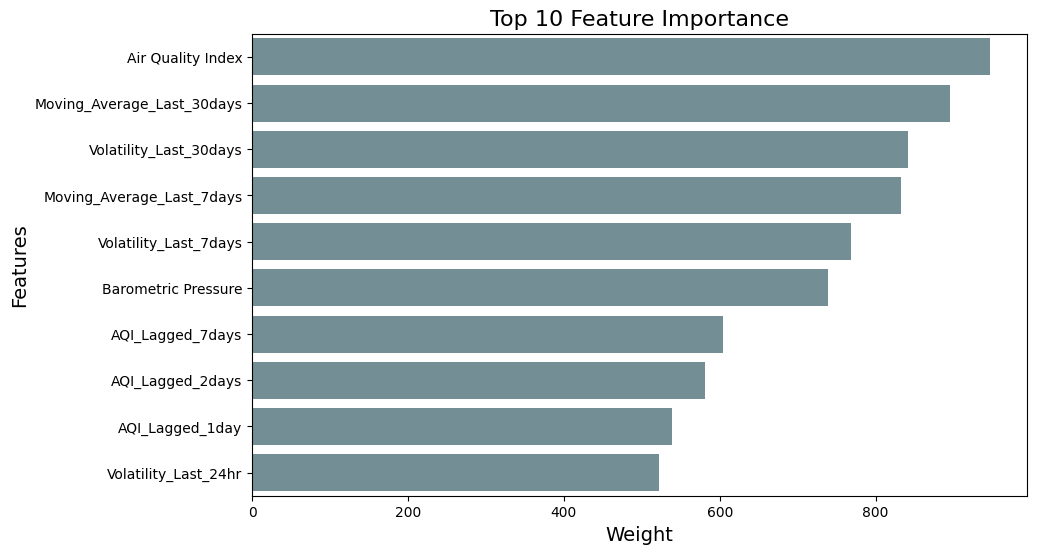 Top 10 Feature Importance
Features
Air Quality Index
Moving_Average_Last_30days
Volatility_Last_30days
Moving_Average_Last_7days
Volatility_Last_7days
Barometric Pressure
AQI_Lagged_7days
AQI_Lagged_2days
AQI_Lagged_1day
Volatility_Last_24hr
0 200 400 600 800
Weight